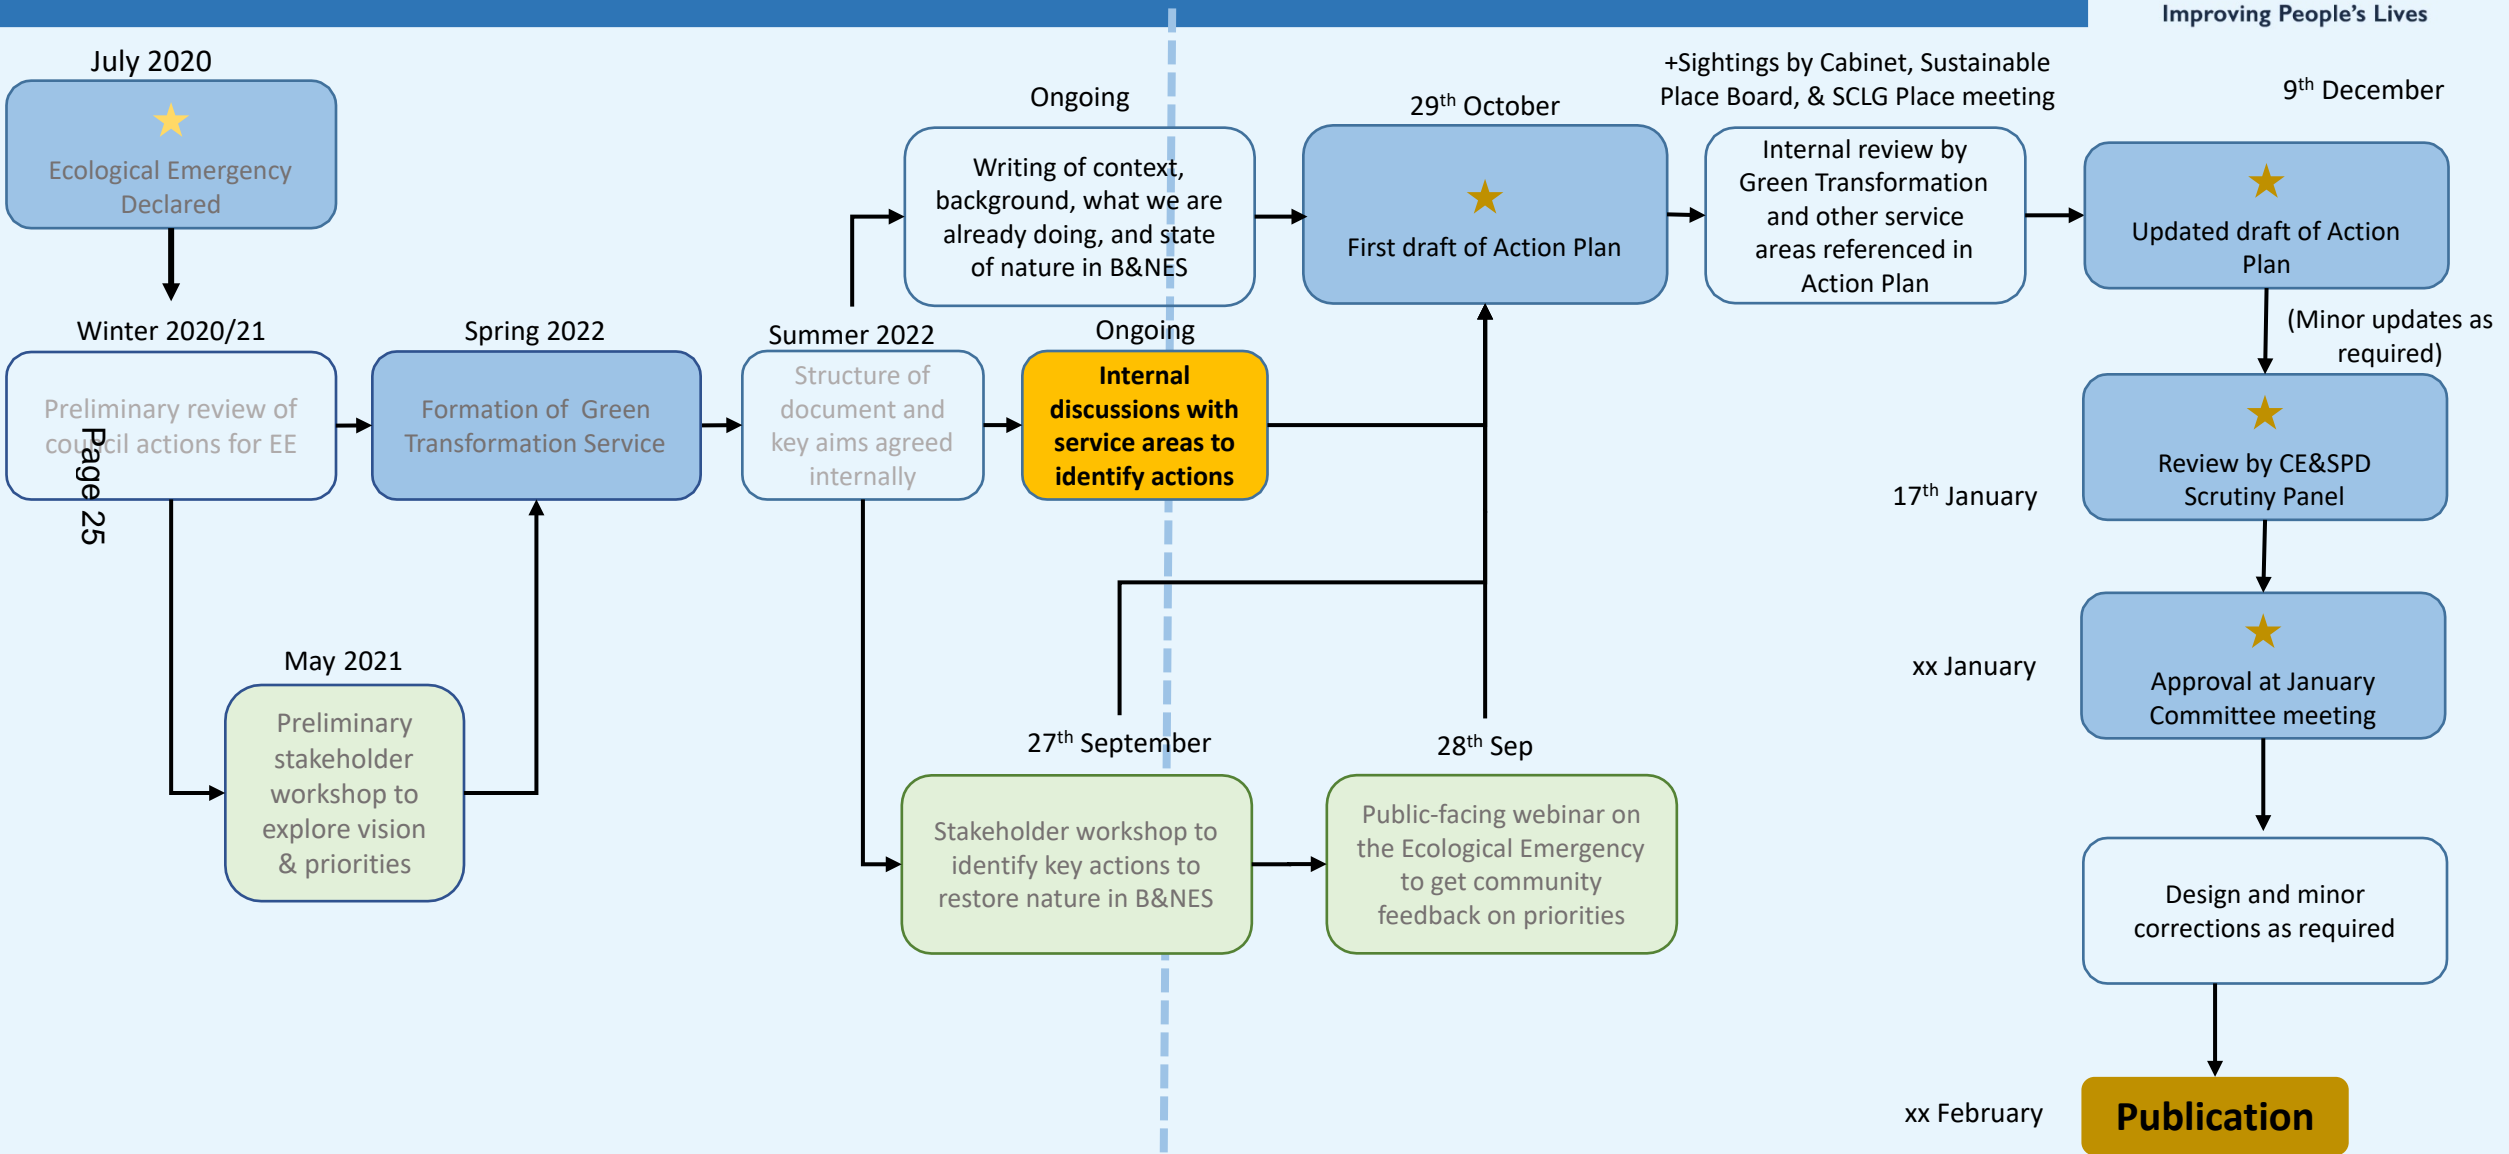 Improving People's Lives
July 2020
Ecological Emergency
Declared
Winter 2020/21
Preliminary review of
council actions for EE
Page 25
May 2021
Preliminary
stakeholder
workshop to
explore vision
& priorities
Spring 2022
Formation of  Green
Transformation Service
Summer 2022
Structure of
document and
key aims agreed
internally
Ongoing
Writing of context,
background, what we are
already doing, and state
of nature in B&NES
Ongoing
Internal
discussions with
service areas to
identify actions
27th September
Stakeholder workshop to
identify key actions to
restore nature in B&NES
28th Sep
Public-facing webinar on
the Ecological Emergency
to get community
feedback on priorities
29th October
First draft of Action Plan
+Sightings by Cabinet, Sustainable
Place Board, & SCLG Place meeting
Internal review by
Green Transformation
and other service
areas referenced in
Action Plan
9th December
Updated draft of Action
Plan
(Minor updates as
required)
17th January
Review by CE&SPD
Scrutiny Panel
xx January
Approval at January
Committee meeting
Design and minor
corrections as required
xx February
Publication